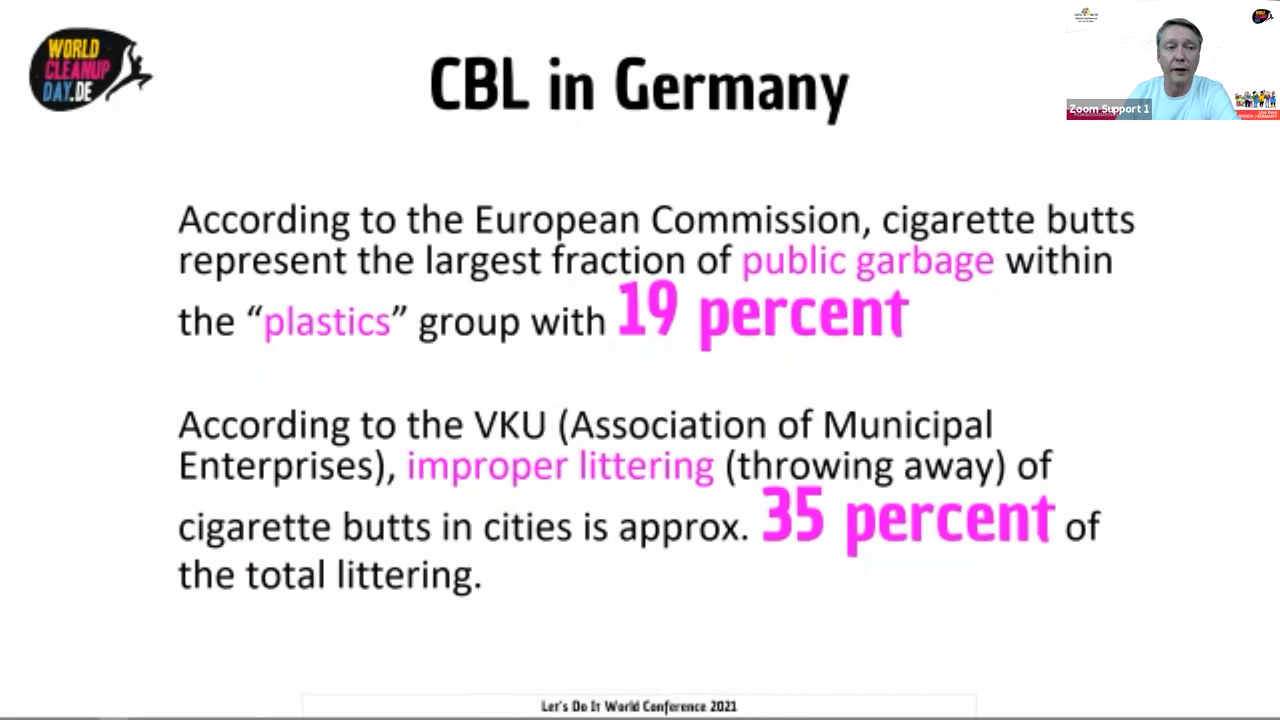 WORLD
CLEANUP
DAY.DE
CBL in Germany
Zoom Support 1
According to the European Commission, cigarette butts
represent the largest fraction of public garbage within
the “plastics” group with 19 percent
According to the VKU (Association of Municipal
Enterprises), improper littering (throwing away) of
cigarette butts in cities is approx. 35 percent of
the total littering.
Let's Do It World Conference 2021